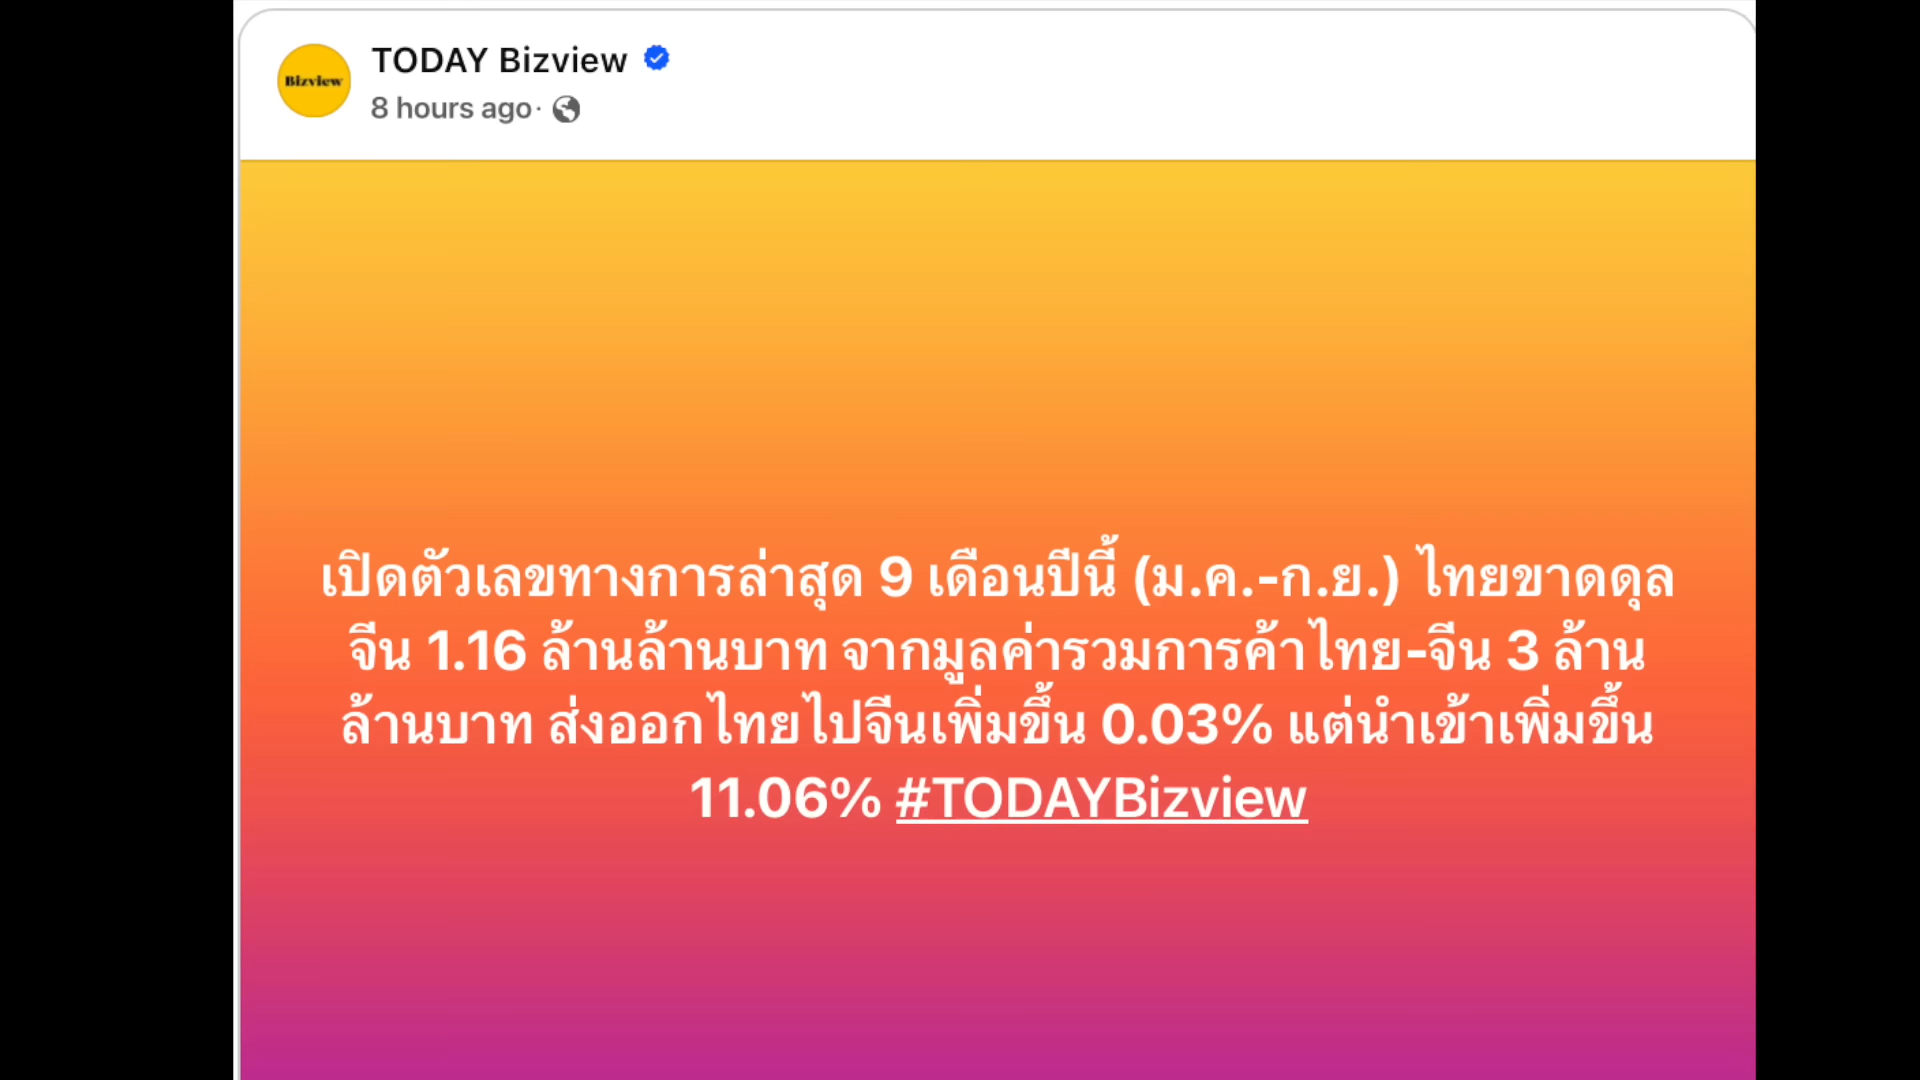 TODAY Bizview
Bizview
8 hours ago ·
เปิดตัวเลขทางการล่าสุด 9 เดือนปีนี้ (ม.ค.-ก.ย.) ไทยขาดดุล
จีน 1.16 ล้านล้านบาท จากมูลค่ารวมการค้าไทย-จีน 3 ล้าน
ล้านบาท ส่งออกไทยไปจีนเพิ่มขึ้น 0.03% แต่นำเข้าเพิ่มขึ้น
11.06% #TODAYBizview